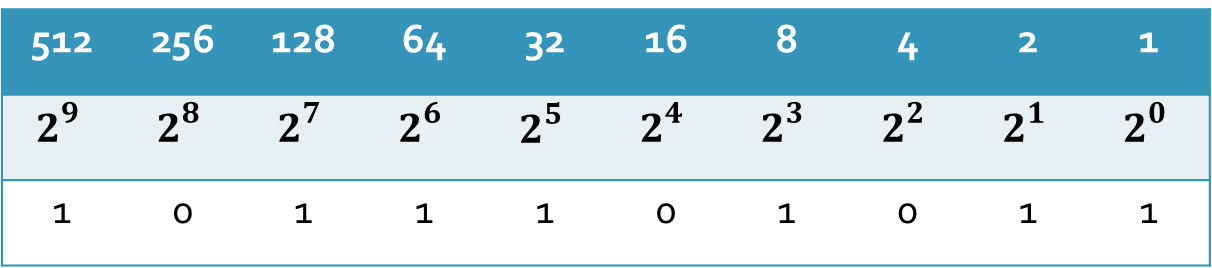 512 256 128 64 32 16 8 4 2 1
2⁹ 2⁸ 2⁷ 2⁶ 2⁵ 2⁴ 2³ 2² 2¹ 2⁰
1 0 1 1 1 0 1 0 1 1